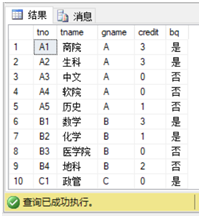 结果 消息
tno tname gname credit bq
1 A1 商院 A 3 是
2 A2 生科 A 3 是
3 A3 中文 A 0 否
4 A4 软院 A 0 否
5 A5 历史 A 1 否
6 B1 数学 B 3 是
7 B2 化学 B 1 是
8 B3 医学院 B 0 否
9 B4 地科 B 2 否
10 C1 政管 C 0 是
查询已成功执行。